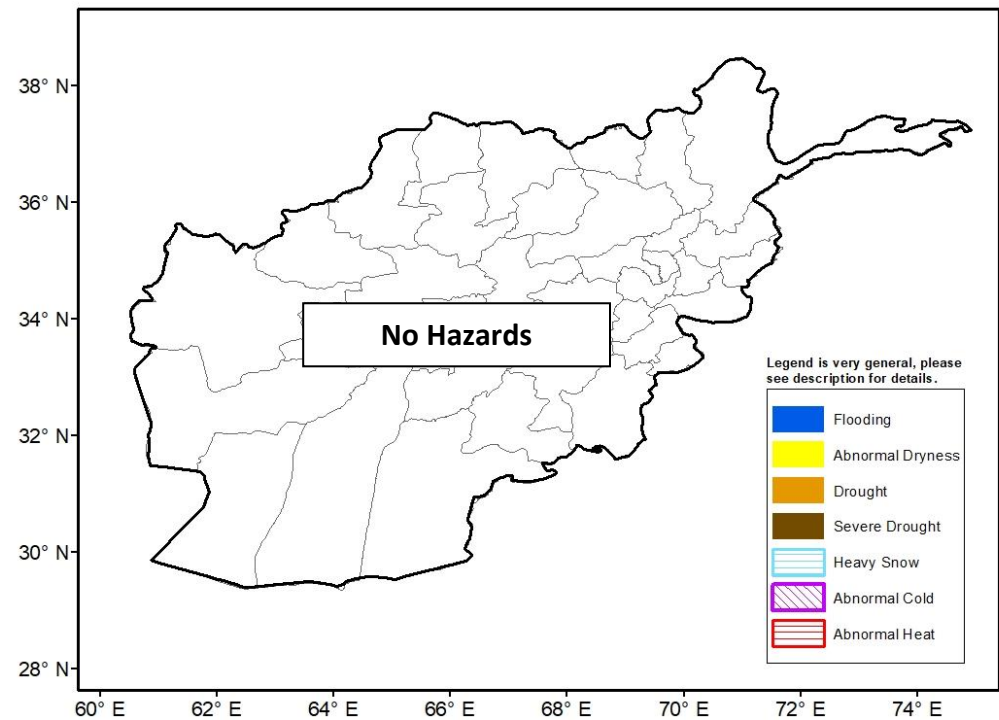 38° N
36° N
34° N
No Hazards
Legend is very general, please
see description for details.
32° N
Flooding
Abnormal Dryness
Drought
Severe Drought
30° N
Heavy Snow
Abnormal Cold
Abnormal Heat
28° N
60° E 62° E 64° E 66° E 68° E 70° E 72° E 74° E